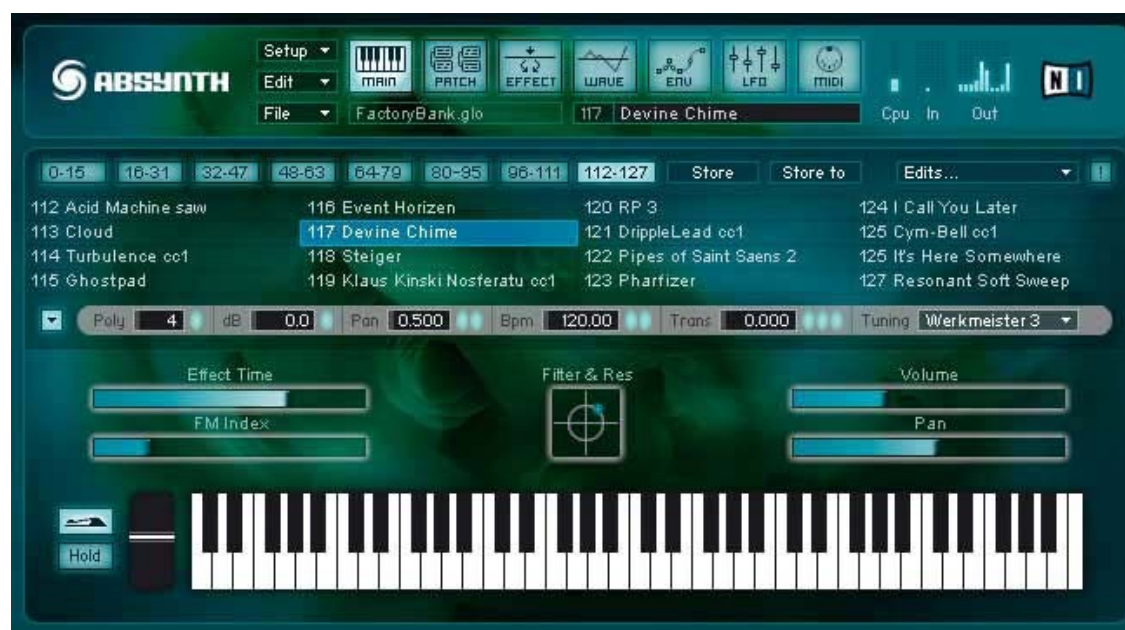 Setup
ABSYNTH
Edit
File
MAIN PATCH EFFECT WAVE ENV LFO MIDI
FactoryBank.glo 117 Devine Chime
Cpu In Out
NI
0-15 16-31 32-47 48-63 64-79 80-95 96-111 112-127 Store Store to Edits... !
112 Acid Machine saw 116 Event Horizen 120 RP 3 124 I Call You Later
113 Cloud 117 Devine Chime 121 DrippleLead cc1 125 Cym-Bell cc1
114 Turbulence cc1 118 Steiger 122 Pipes of Saint Saens 2 125 It's Here Somewhere
115 Ghostpad 119 Klaus Kinski Nosferatu cc1 123 Pharfizer 127 Resonant Soft Sweep
Poly 4 dB 0.0 Pan 0.500 Bpm 120.00 Trans 0.000 Tuning Werkmeister 3
Effect Time Filter & Res Volume
FM Index Pan
Hold